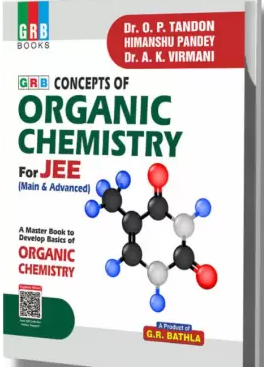 GRB
BOOKS
Dr. O. P. TANDON
HIMANSHU PANDEY
Dr. A. K. VIRMANI
GRB CONCEPTS OF
ORGANIC
CHEMISTRY
For JEE
(Main & Advanced)
A Master Book to
Develop Basics of
ORGANIC
CHEMISTRY
A Product of
G.R. BATHLA